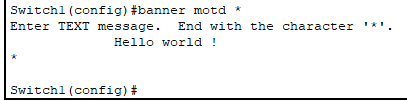 Switch1(config)#banner motd *
Enter TEXT message.  End with the character '*'.
             Hello world !
*
Switch1(config)#